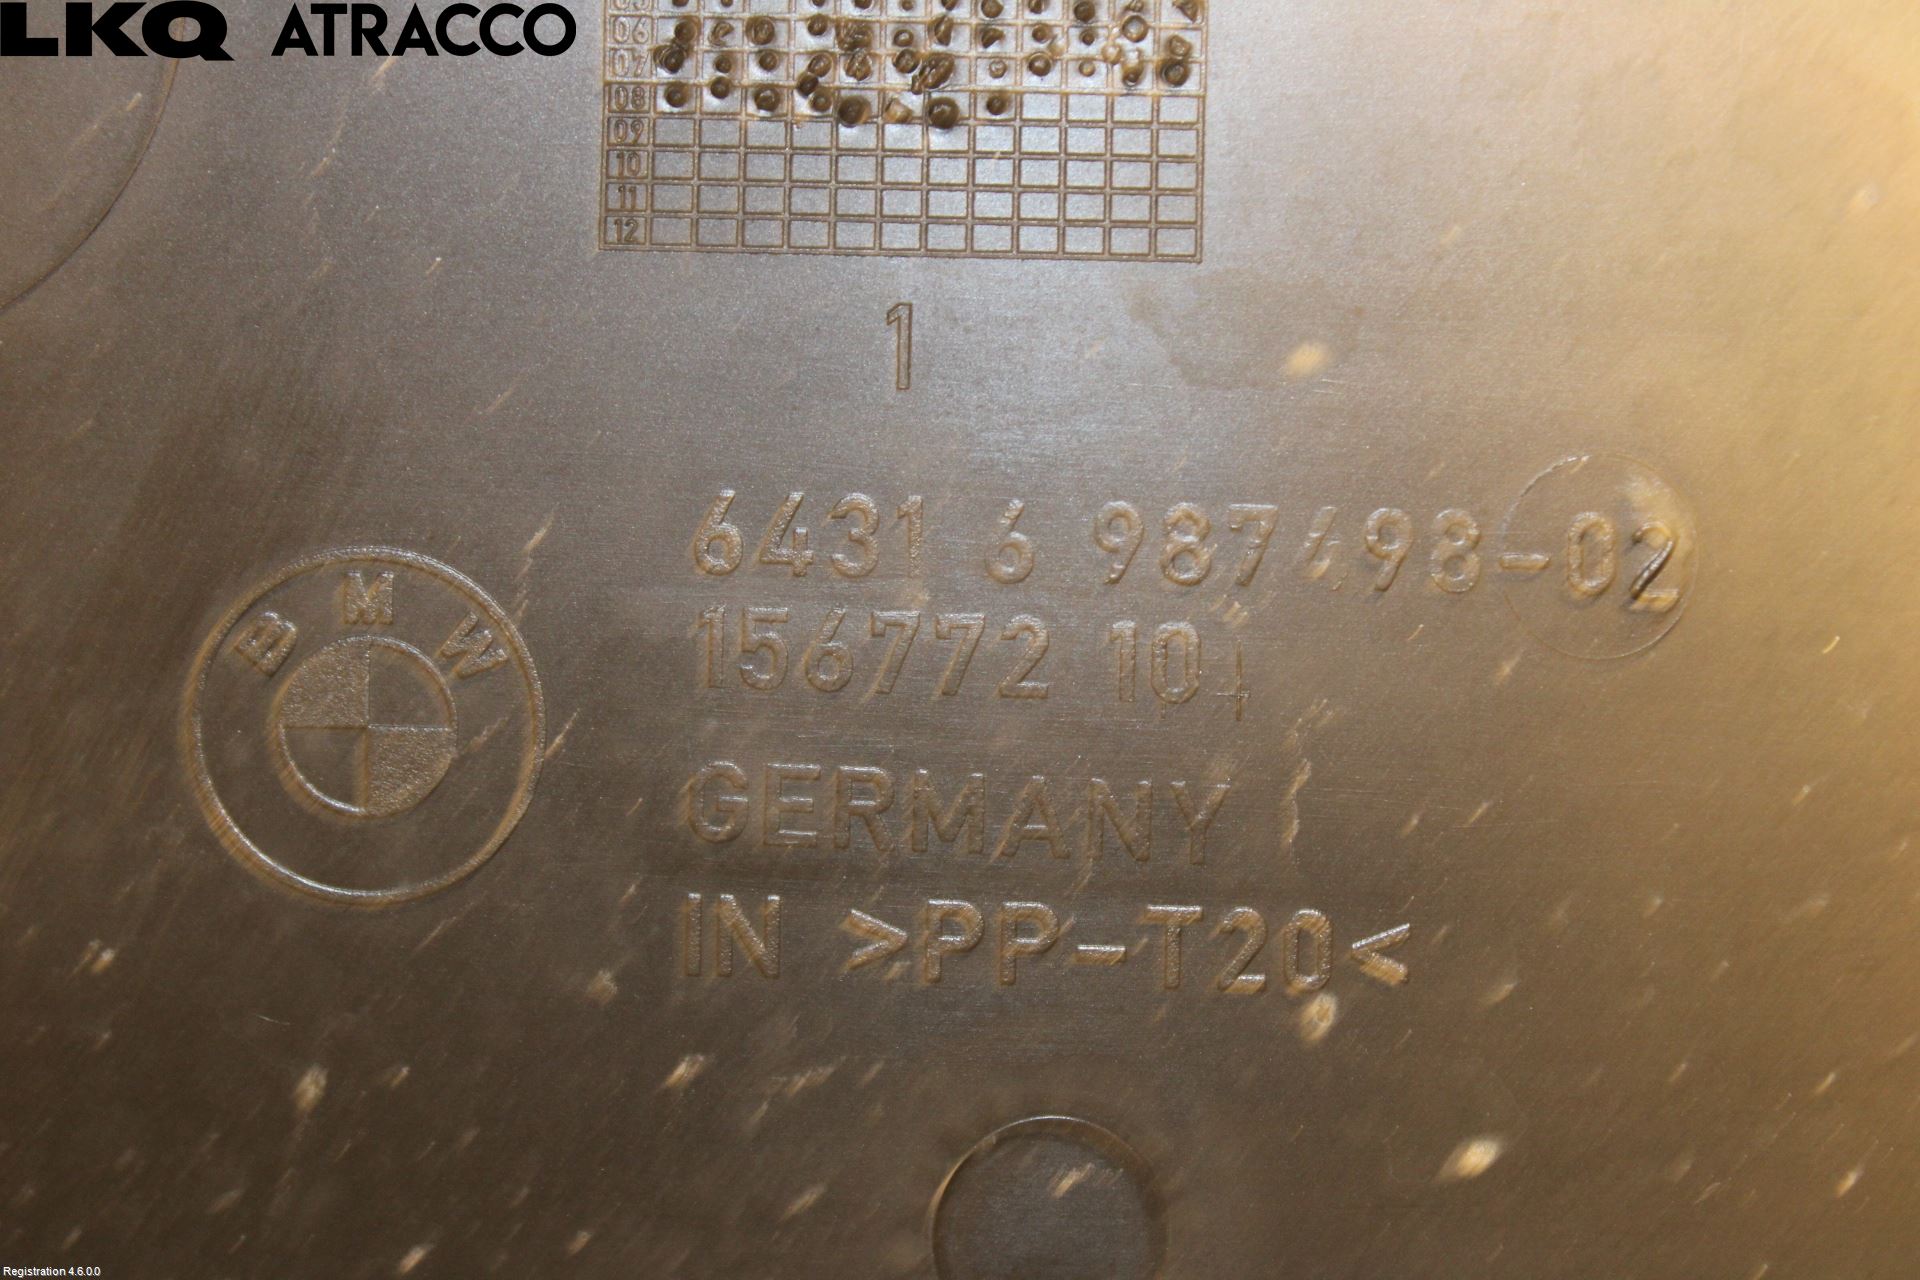 LKQ ATRACCO
06
07
08
09
10
11
12
1
6431 6 987498-02
156772 10
BMW
GERMANY
IN >PP-T20<
Registration 4.6.0.0